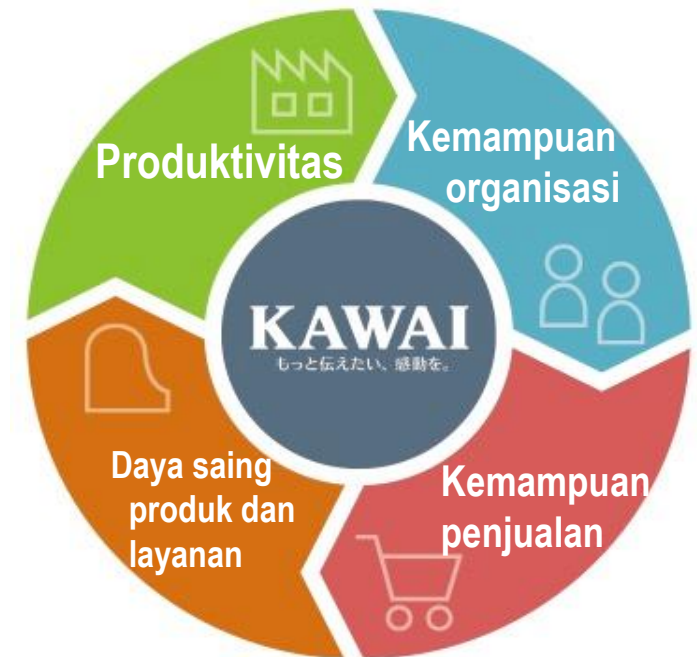 Produktivitas
Kemampuan
organisasi
KAWAI
もっと伝えたい、感動を。
Daya saing
produk dan
layanan
Kemampuan
penjualan